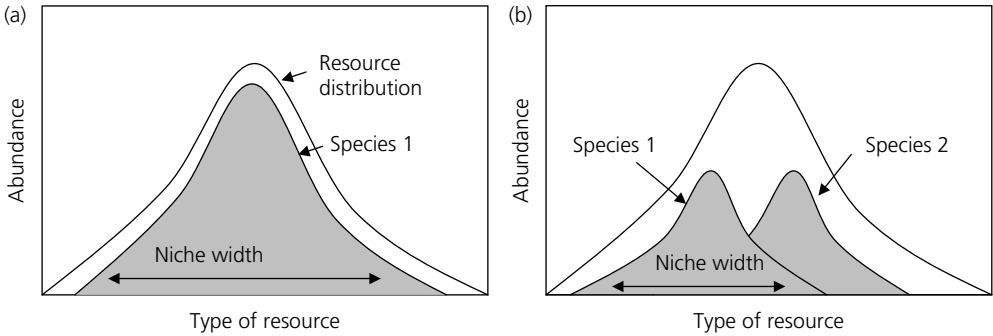 (a)
Resource
distribution
Species 1
Niche width
Abundance
Type of resource
(b)
Species 1
Species 2
Niche width
Abundance
Type of resource